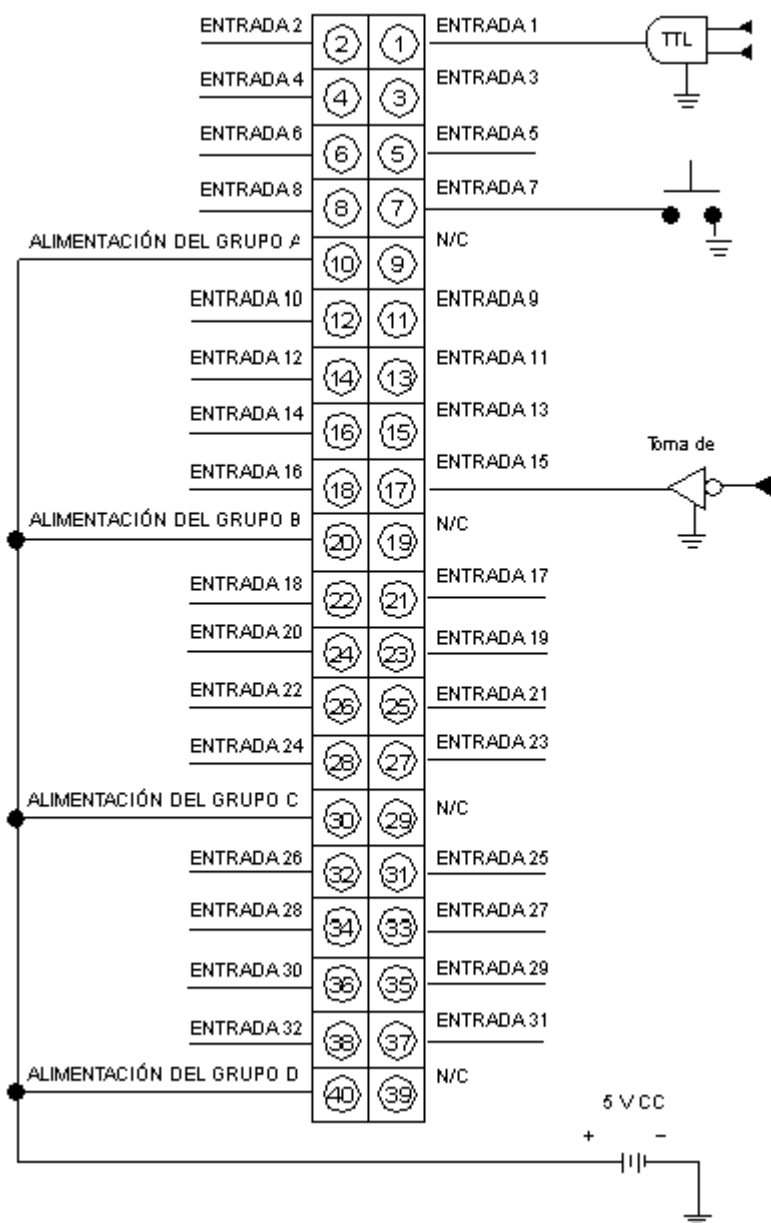 ENTRADA 2 2 1 ENTRADA 1 TTL
ENTRADA 4 4 3 ENTRADA 3
ENTRADA 6 6 5 ENTRADA 5
ENTRADA 8 8 7 ENTRADA 7
ALIMENTACIÓN DEL GRUPO A 10 9 N/C
ENTRADA 10 12 11 ENTRADA 9
ENTRADA 12 14 13 ENTRADA 11
ENTRADA 14 16 15 ENTRADA 13
ENTRADA 16 18 17 ENTRADA 15 Toma de
ALIMENTACIÓN DEL GRUPO B 20 19 N/C
ENTRADA 18 22 21 ENTRADA 17
ENTRADA 20 24 23 ENTRADA 19
ENTRADA 22 26 25 ENTRADA 21
ENTRADA 24 28 27 ENTRADA 23
ALIMENTACIÓN DEL GRUPO C 30 29 N/C
ENTRADA 26 32 31 ENTRADA 25
ENTRADA 28 34 33 ENTRADA 27
ENTRADA 30 36 35 ENTRADA 29
ENTRADA 32 38 37 ENTRADA 31
ALIMENTACIÓN DEL GRUPO D 40 39 N/C
5 V CC
+ −